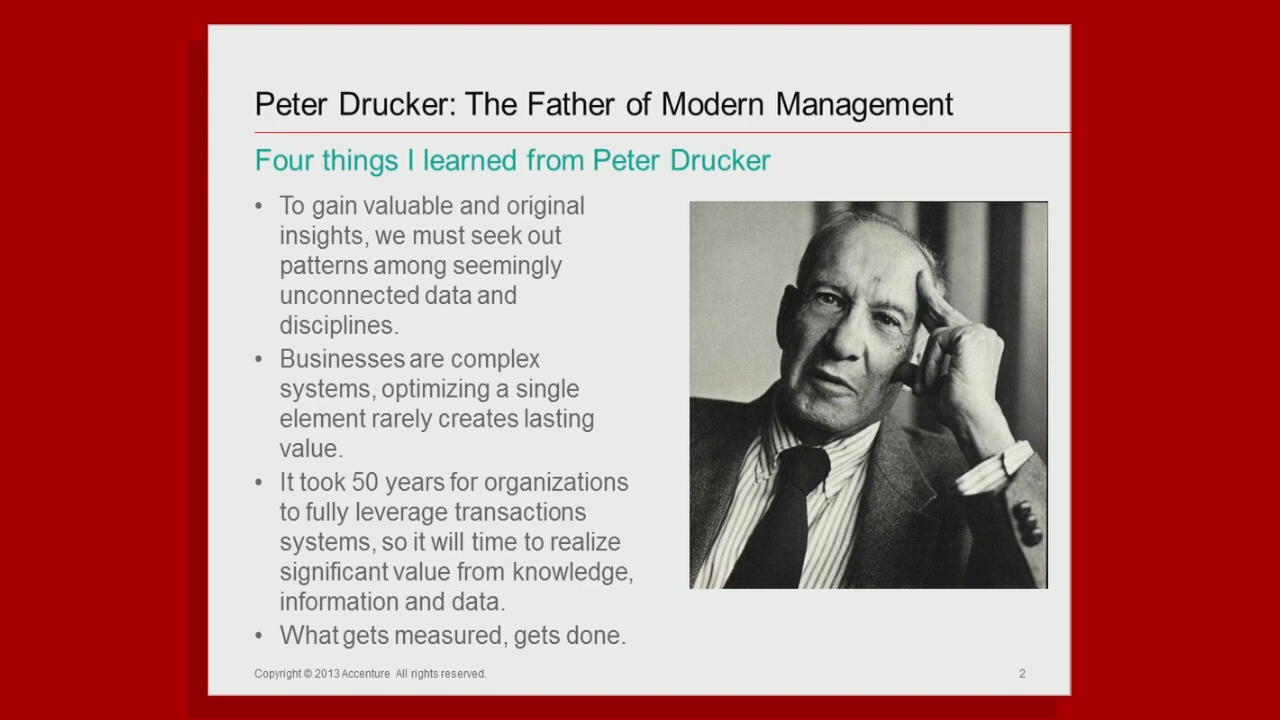 Peter Drucker: The Father of Modern Management
Four things I learned from Peter Drucker
• To gain valuable and original
insights, we must seek out
patterns among seemingly
unconnected data and
disciplines.
• Businesses are complex
systems, optimizing a single
element rarely creates lasting
value.
• It took 50 years for organizations
to fully leverage transactions
systems, so it will time to realize
significant value from knowledge,
information and data.
• What gets measured, gets done.
Copyright © 2013 Accenture All rights reserved.
2